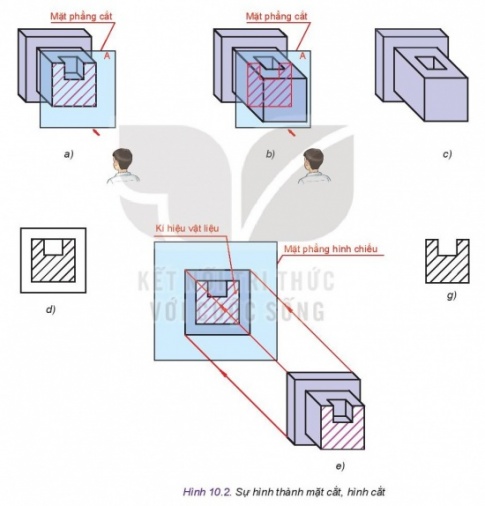 Mặt phẳng cắt
Mặt phẳng cắt
A
A
a)
b)
c)
Kí hiệu vật liệu
Mặt phẳng hình chiếu
KẾT NỐI TRI THỨC
VỚI CUỘC SỐNG
d)
g)
e)
Hình 10.2. Sự hình thành mặt cắt, hình cắt